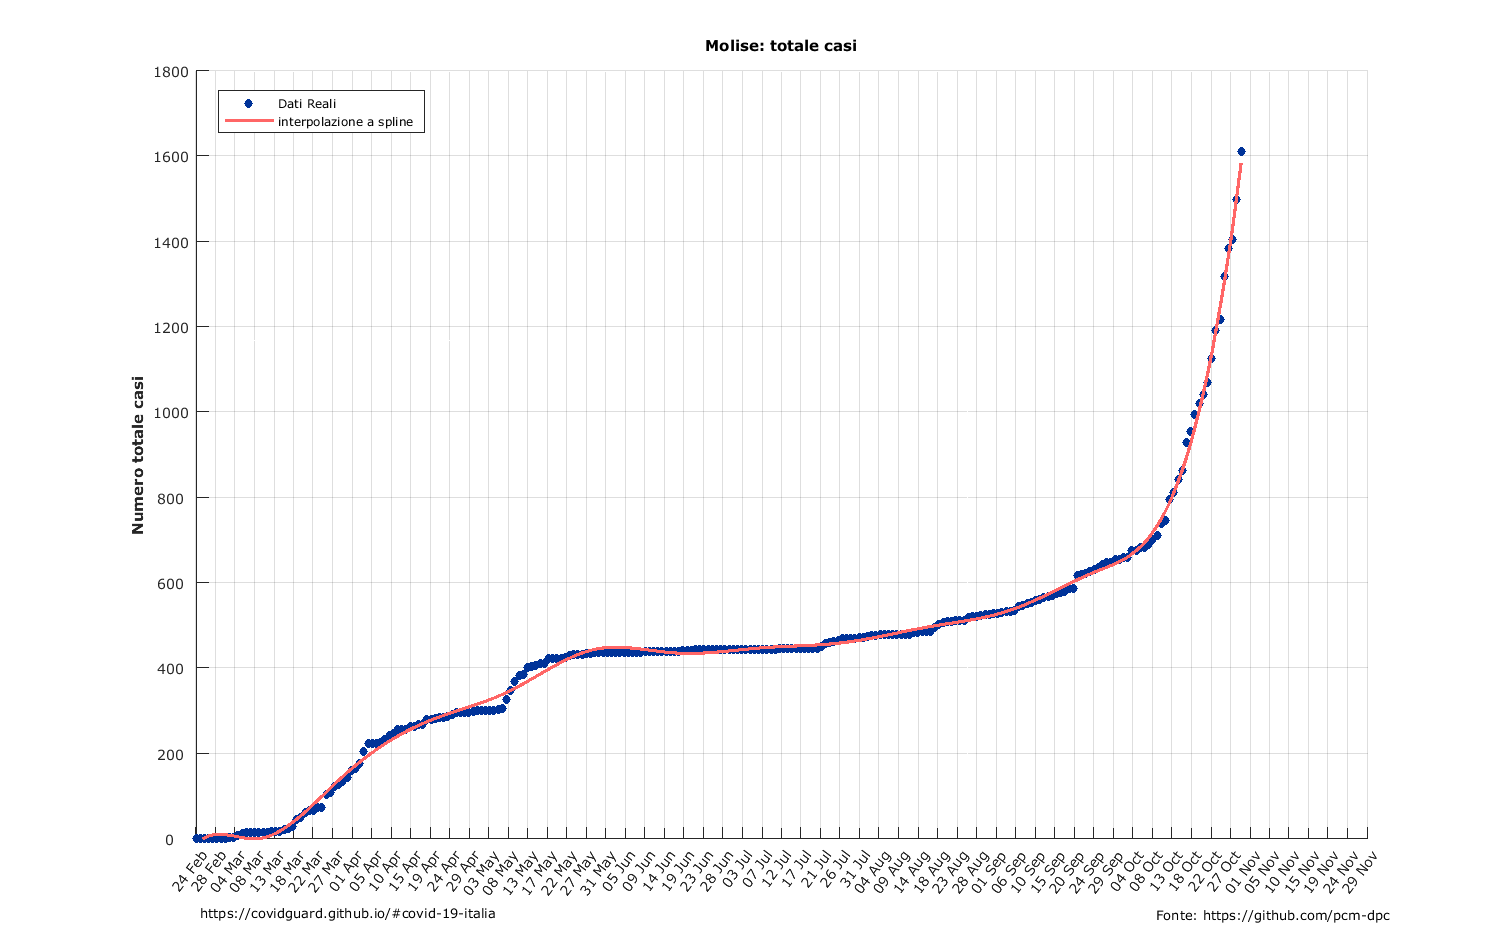 Molise: totale casi
Dati Reali
interpolazione a spline
Numero totale casi
1800
1600
1400
1200
1000
800
600
400
200
0
24 Feb
28 Feb
04 Mar
08 Mar
13 Mar
18 Mar
22 Mar
27 Mar
01 Apr
05 Apr
10 Apr
15 Apr
19 Apr
24 Apr
29 Apr
03 May
08 May
13 May
17 May
22 May
27 May
31 May
05 Jun
09 Jun
14 Jun
19 Jun
23 Jun
28 Jun
03 Jul
07 Jul
12 Jul
17 Jul
21 Jul
26 Jul
31 Jul
04 Aug
09 Aug
14 Aug
18 Aug
23 Aug
28 Aug
01 Sep
06 Sep
10 Sep
15 Sep
20 Sep
24 Sep
29 Sep
04 Oct
08 Oct
13 Oct
18 Oct
22 Oct
27 Oct
01 Nov
05 Nov
10 Nov
15 Nov
19 Nov
24 Nov
29 Nov
https://covidguard.github.io/#covid-19-italia
Fonte: https://github.com/pcm-dpc